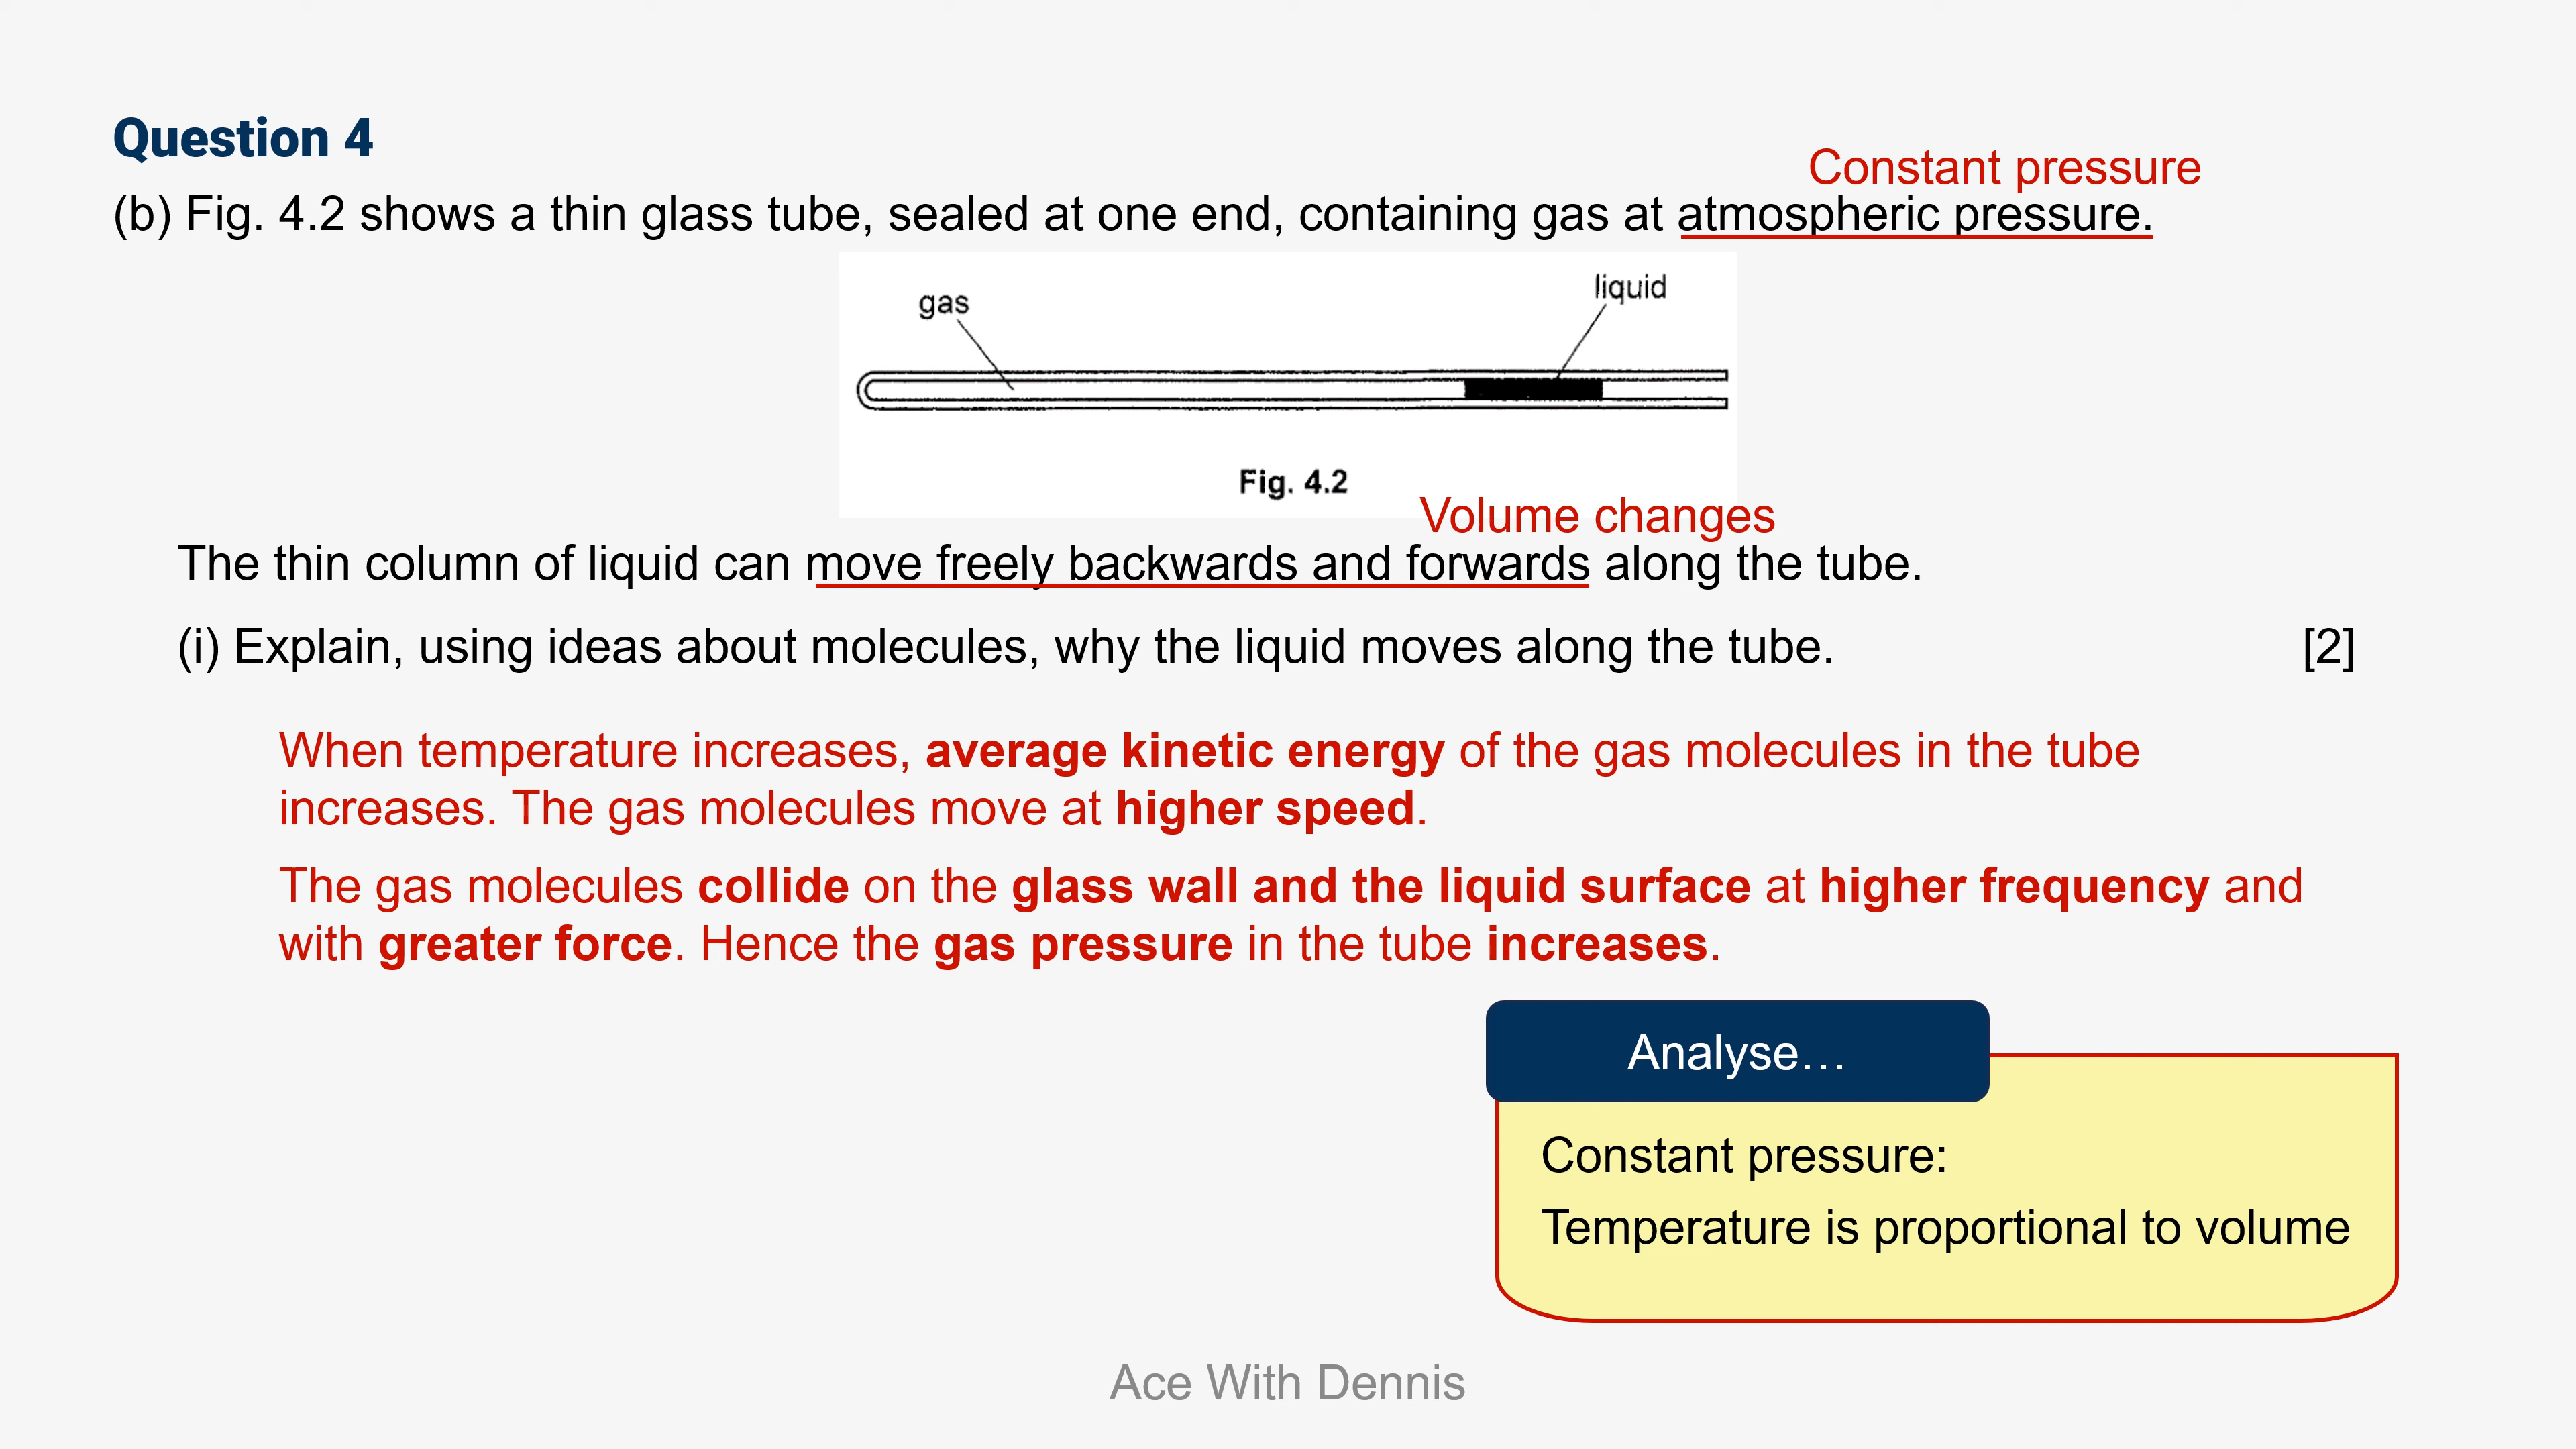 Question 4
Constant pressure
(b) Fig. 4.2 shows a thin glass tube, sealed at one end, containing gas at atmospheric pressure.
liquid
gas
Fig. 4.2
Volume changes
The thin column of liquid can move freely backwards and forwards along the tube.
(i) Explain, using ideas about molecules, why the liquid moves along the tube. [2]
When temperature increases, average kinetic energy of the gas molecules in the tube
increases. The gas molecules move at higher speed.
The gas molecules collide on the glass wall and the liquid surface at higher frequency and
with greater force. Hence the gas pressure in the tube increases.
Analyse…
Constant pressure:
Temperature is proportional to volume
Ace With Dennis